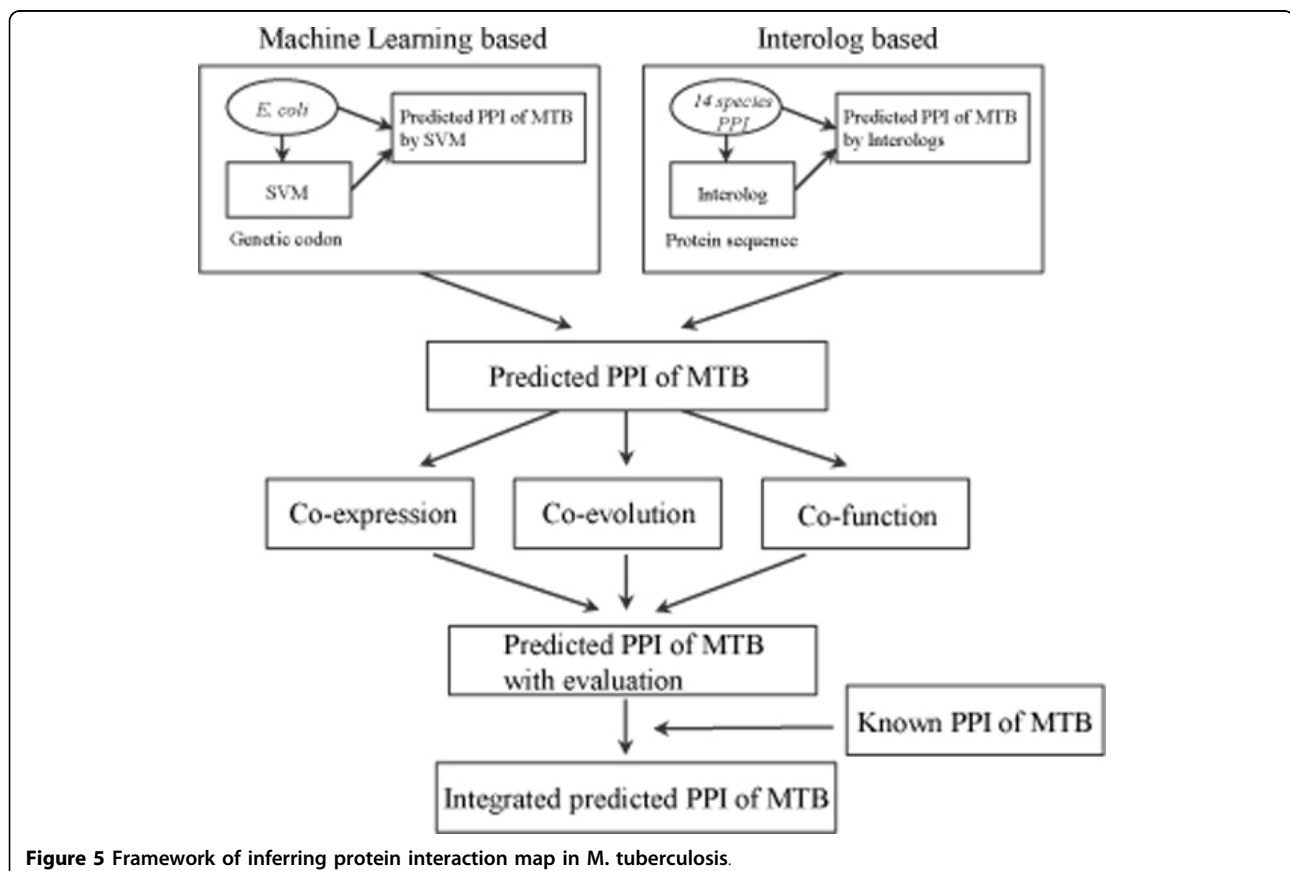 Machine Learning based
Interolog based
E. coli
Predicted PPI of MTB
by SVM
SVM
Genetic codon
14 species
PPI
Predicted PPI of MTB
by Interologs
Interolog
Protein sequence
Predicted PPI of MTB
Co-expression
Co-evolution
Co-function
Predicted PPI of MTB
with evaluation
Known PPI of MTB
Integrated predicted PPI of MTB
Figure 5 Framework of inferring protein interaction map in M. tuberculosis.